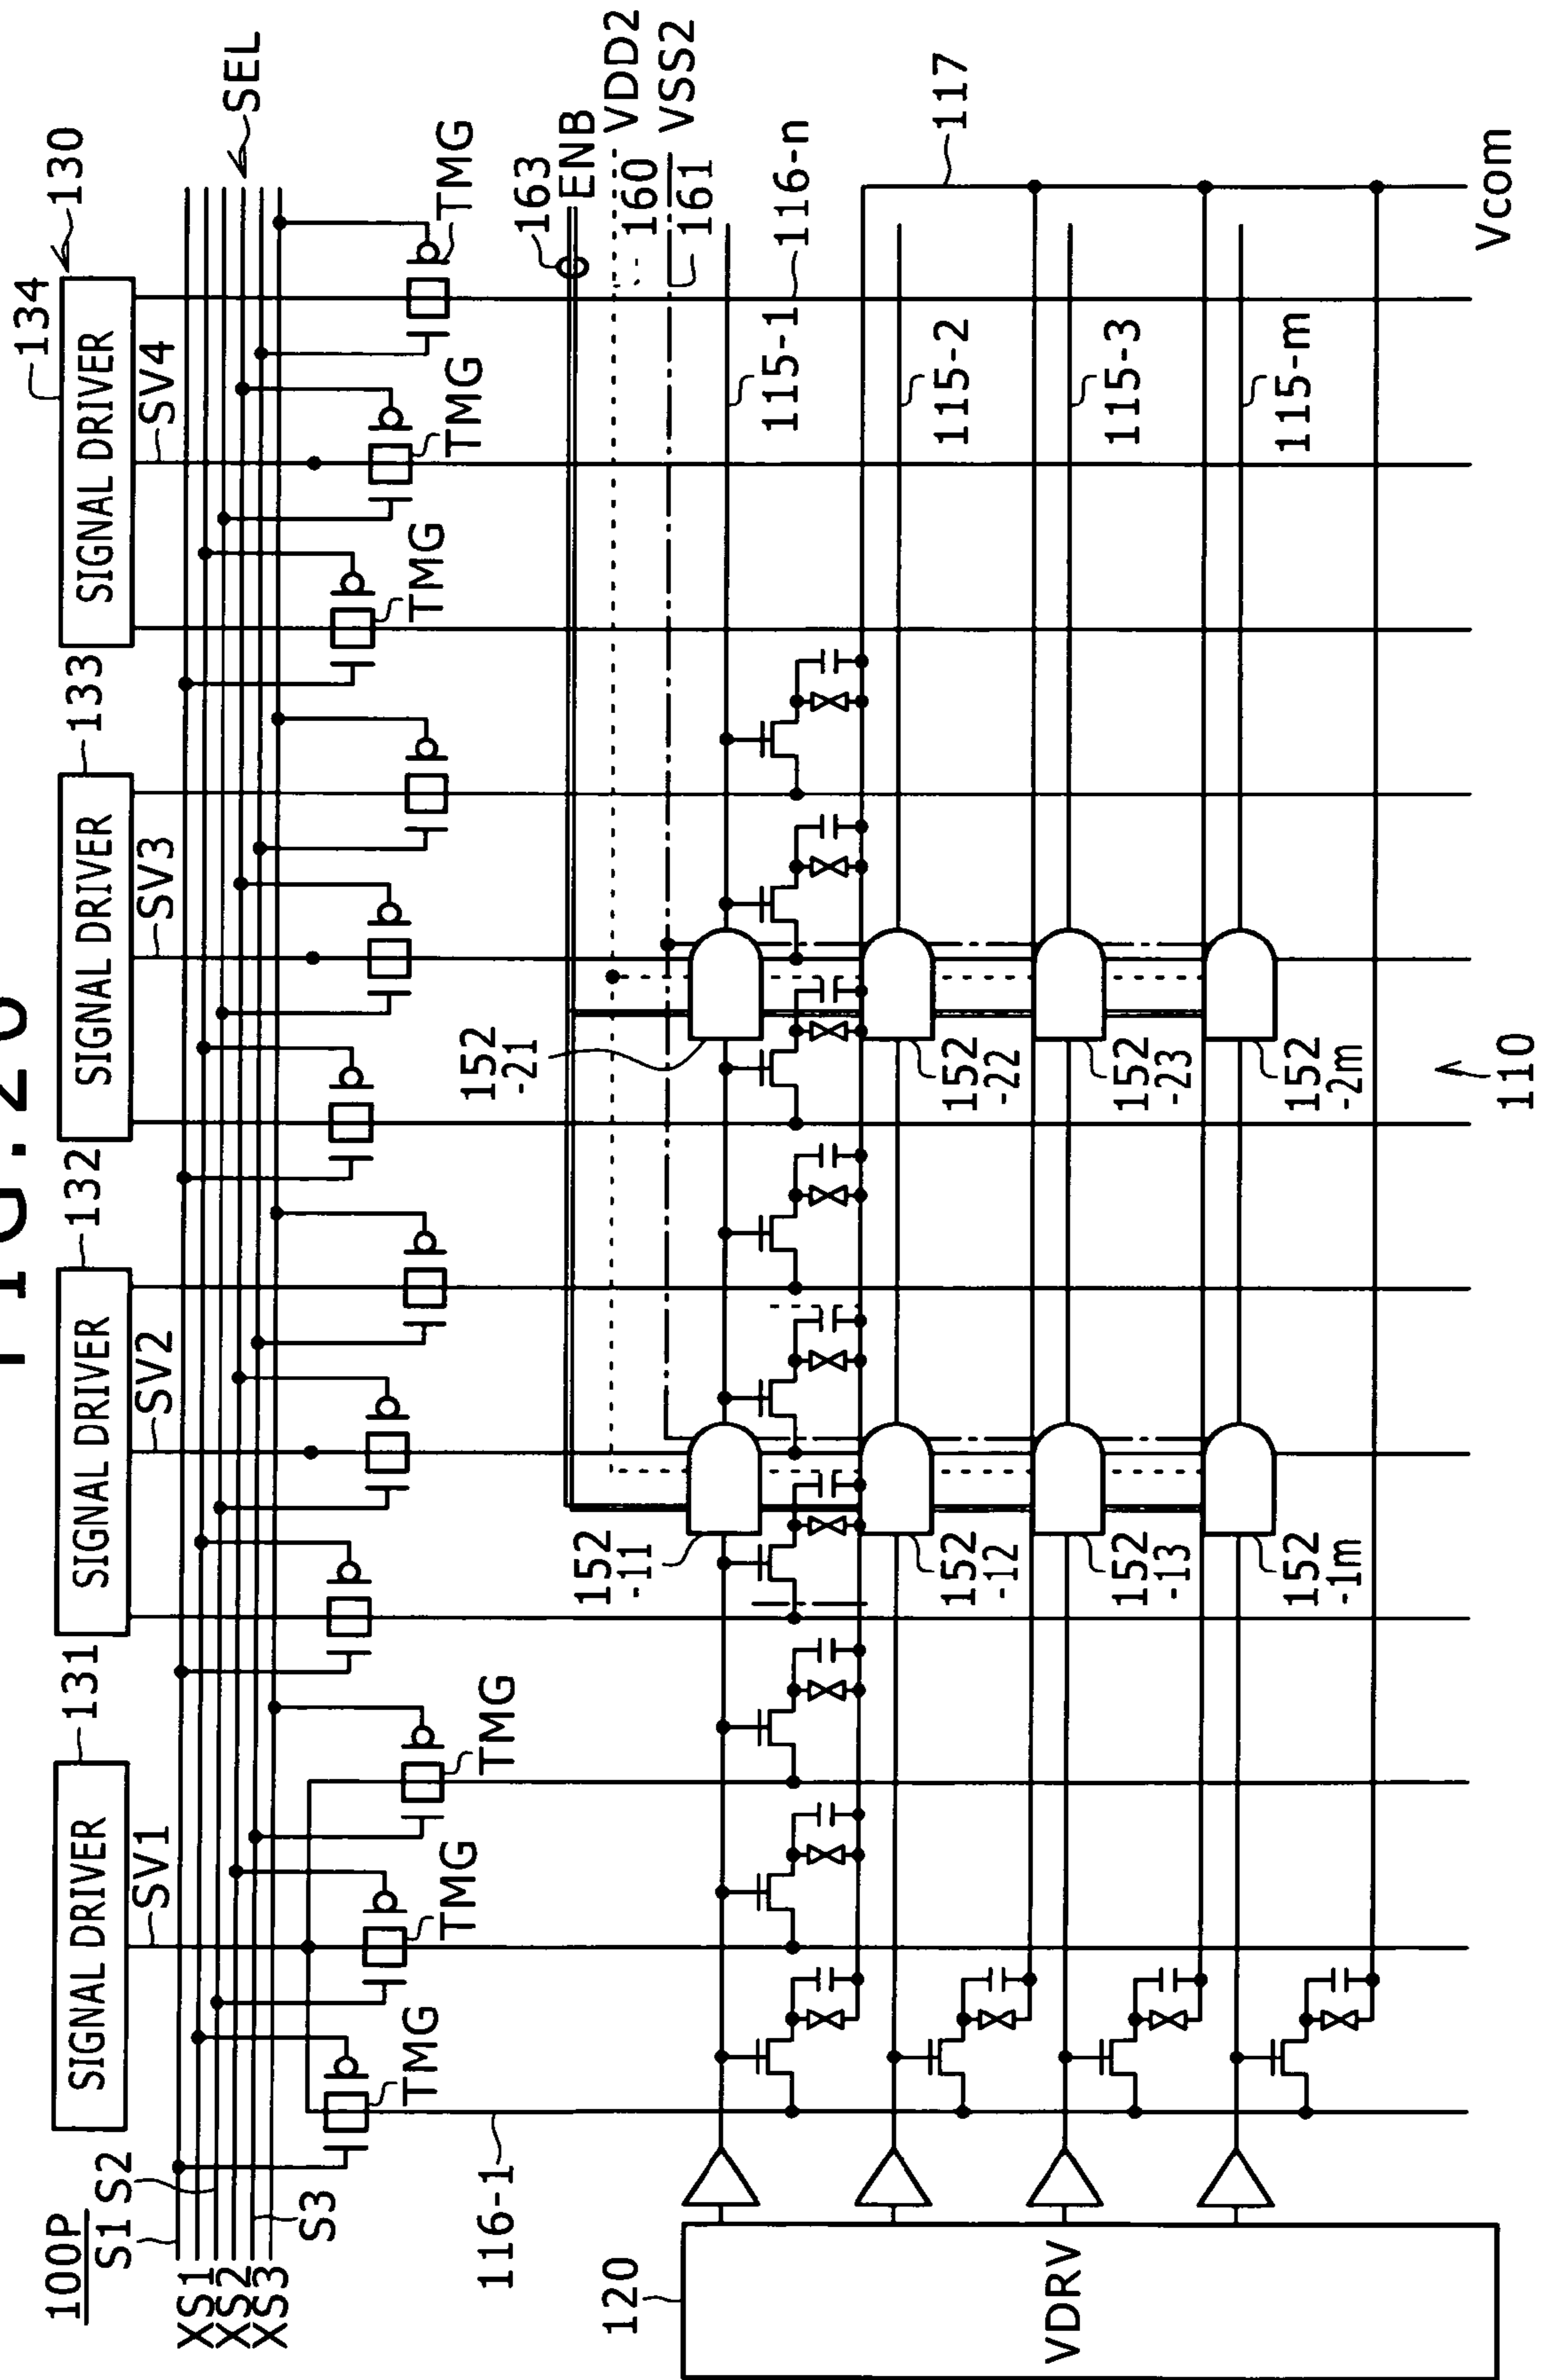 FIG.26
100P
130
131
132
133
134
SIGNAL DRIVER
SIGNAL DRIVER
SIGNAL DRIVER
SIGNAL DRIVER
SV1
SV2
SV3
SV4
S1
S2
S3
XS1
XS2
XS3
SEL
TMG
TMG
TMG
TMG
TMG
TMG
163
ENB
VDD2
160
VSS2
161
116-1
116-n
117
120
VDRV
152
-11
152
-21
115-1
152
-12
152
-22
115-2
152
-13
152
-23
115-3
152
-1m
152
-2m
115-m
110
Vcom